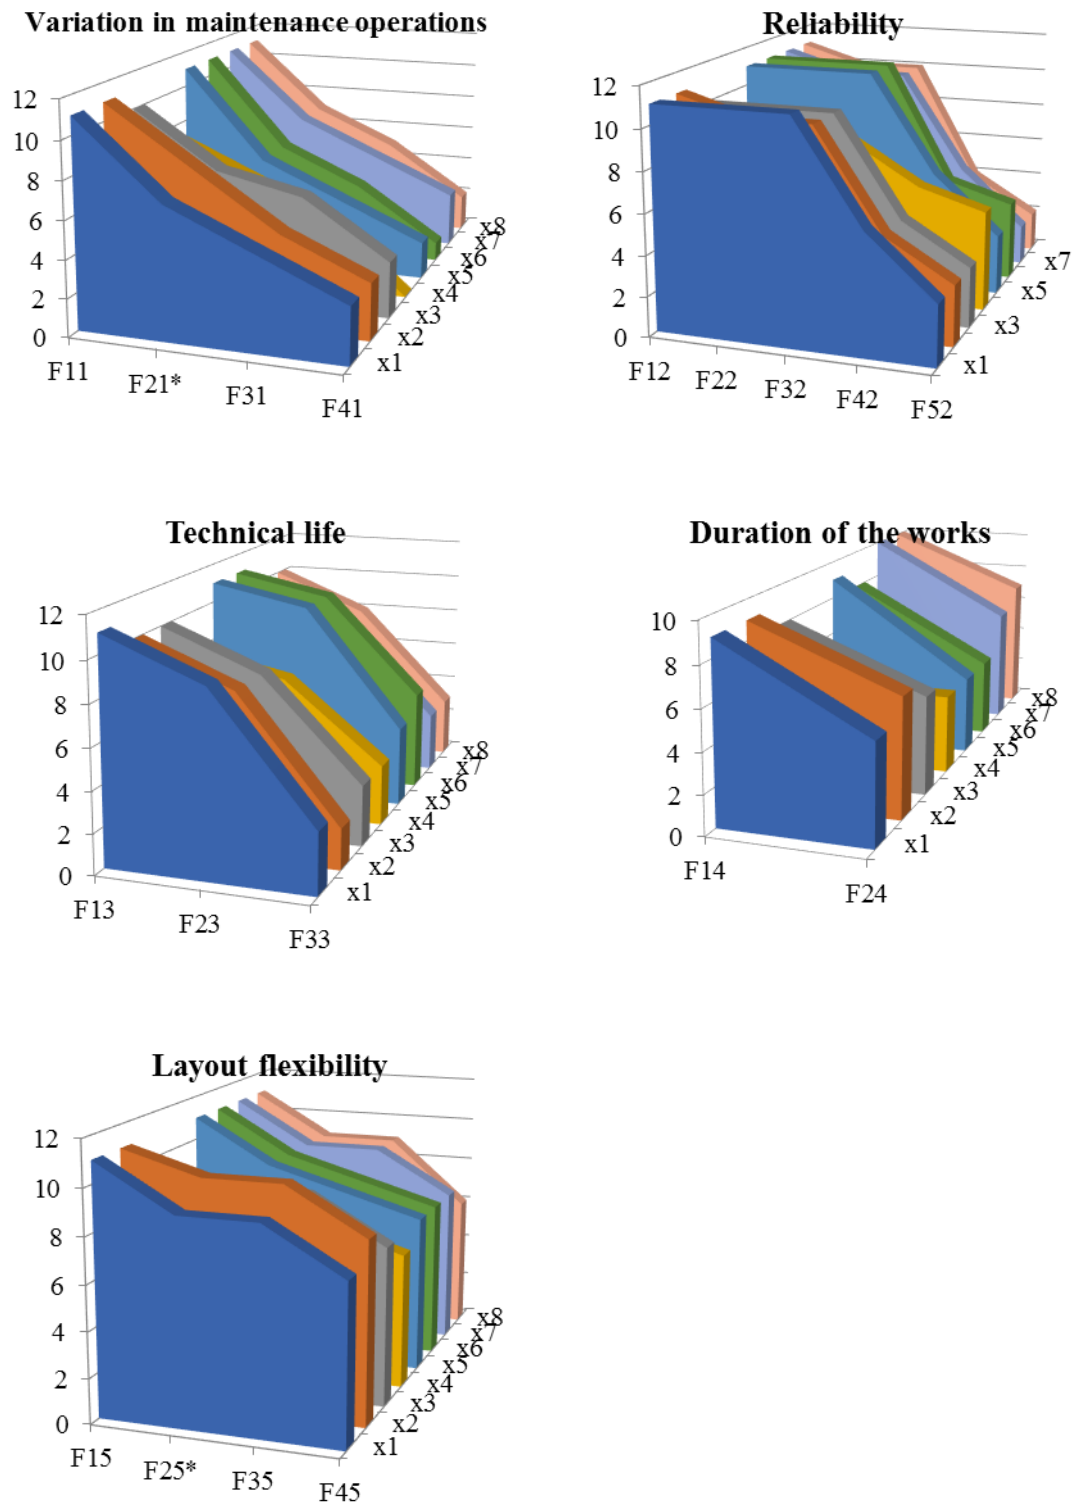 Variation in maintenance operations
12
10
8
6
4
2
0
F11
F21*
F31
F41
x1
x2
x3
x4
x5
x6
x7
x8
Reliability
12
10
8
6
4
2
0
F12
F22
F32
F42
F52
x1
x3
x5
x7
Technical life
12
10
8
6
4
2
0
F13
F23
F33
x1
x2
x3
x4
x5
x6
x7
x8
Duration of the works
10
8
6
4
2
0
F14
F24
x1
x2
x3
x4
x5
x6
x7
x8
Layout flexibility
12
10
8
6
4
2
0
F15
F25*
F35
F45
x1
x2
x3
x4
x5
x6
x7
x8